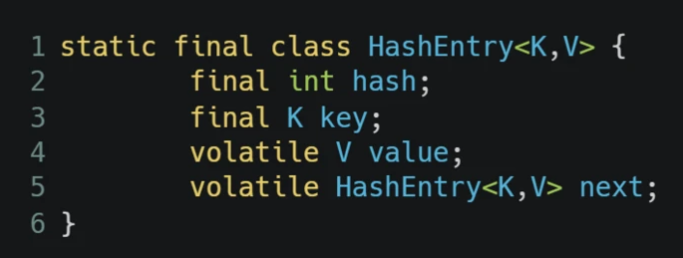 1 static final class HashEntry<K,V> {
2         final int hash;
3         final K key;
4         volatile V value;
5         volatile HashEntry<K,V> next;
6 }